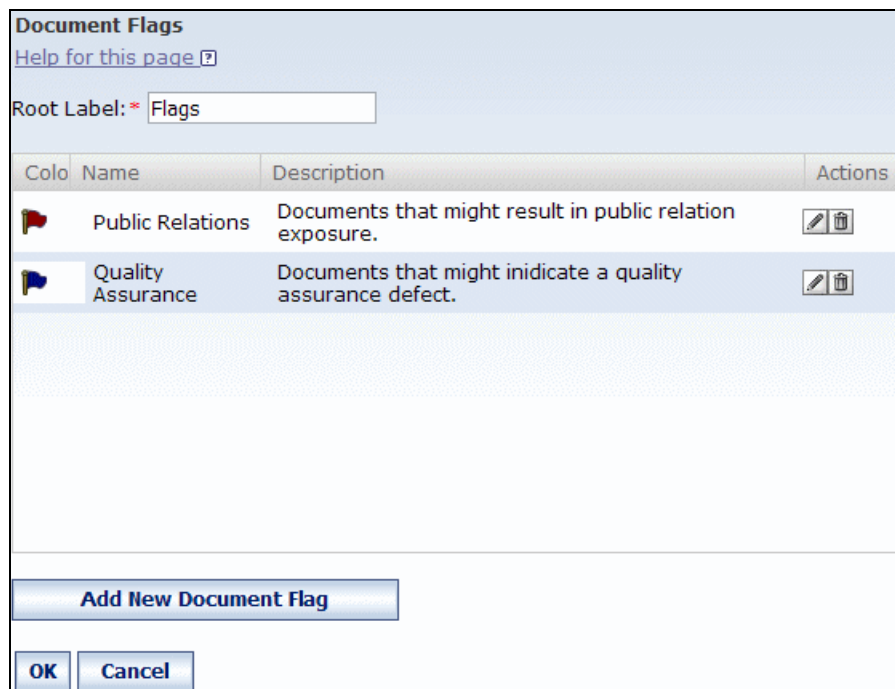 Document Flags
Help for this page ?
Root Label: * Flags
Colo Name Description Actions
Public Relations Documents that might result in public relation
exposure.
Quality
Assurance
Documents that might inidicate a quality
assurance defect.
Add New Document Flag
OK Cancel